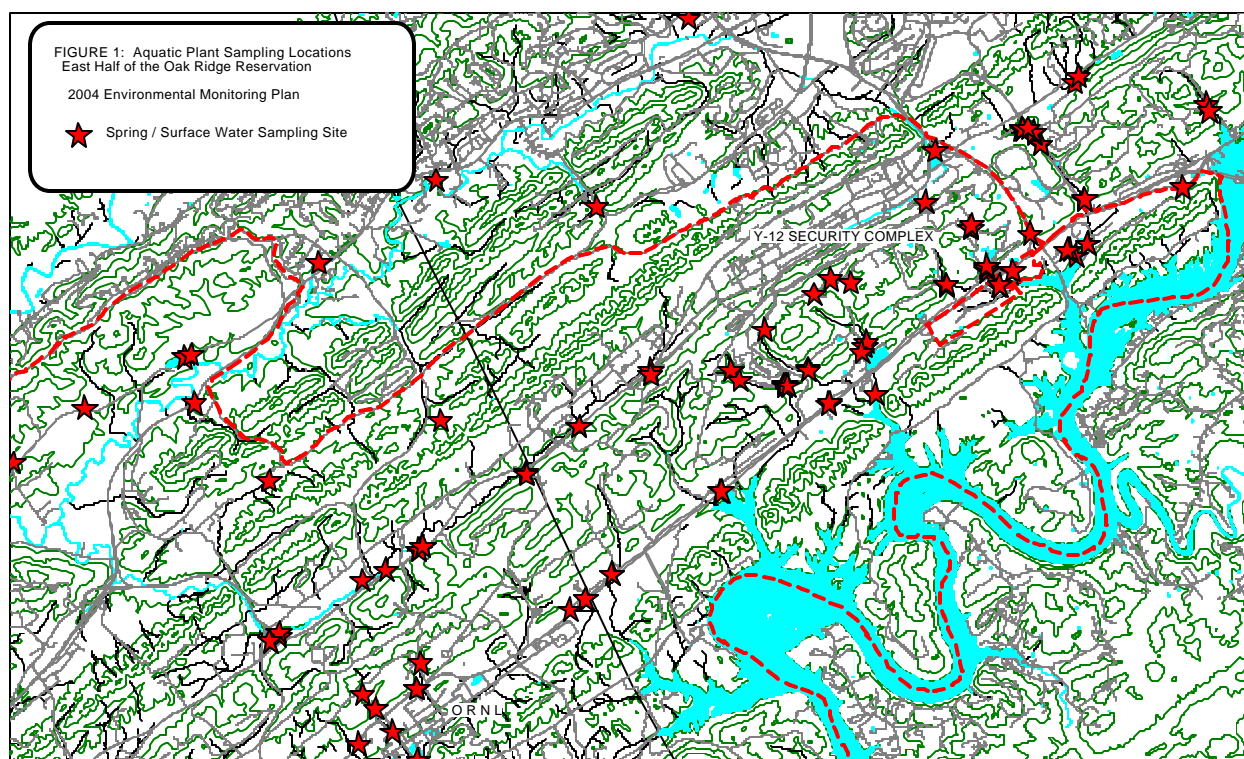 FIGURE 1: Aquatic Plant Sampling Locations
East Half of the Oak Ridge Reservation
2004 Environmental Monitoring Plan
Spring / Surface Water Sampling Site
Y-12 SECURITY COMPLEX
ORNL